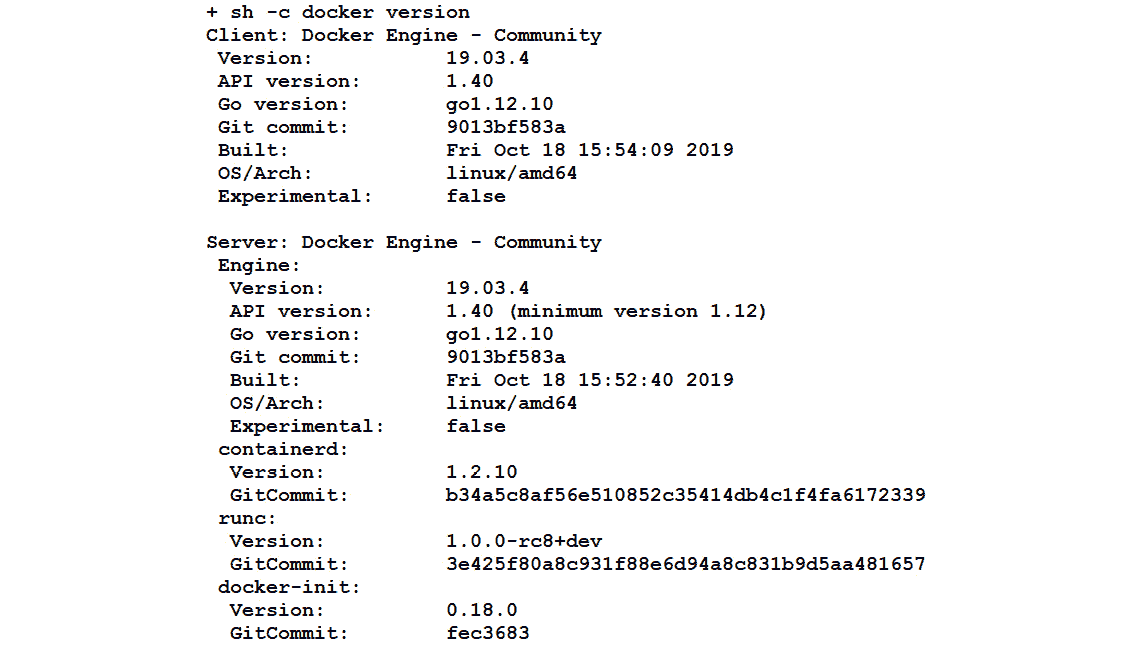 + sh -c docker version
Client: Docker Engine - Community
Version: 19.03.4
API version: 1.40
Go version: go1.12.10
Git commit: 9013bf583a
Built: Fri Oct 18 15:54:09 2019
OS/Arch: linux/amd64
Experimental: false
Server: Docker Engine - Community
Engine:
Version: 19.03.4
API version: 1.40 (minimum version 1.12)
Go version: go1.12.10
Git commit: 9013bf583a
Built: Fri Oct 18 15:52:40 2019
OS/Arch: linux/amd64
Experimental: false
containerd:
Version: 1.2.10
GitCommit: b34a5c8af56e510852c35414db4c1f4fa6172339
runc:
Version: 1.0.0-rc8+dev
GitCommit: 3e425f80a8c931f88e6d94a8c831b9d5aa481657
docker-init:
Version: 0.18.0
GitCommit: fec3683